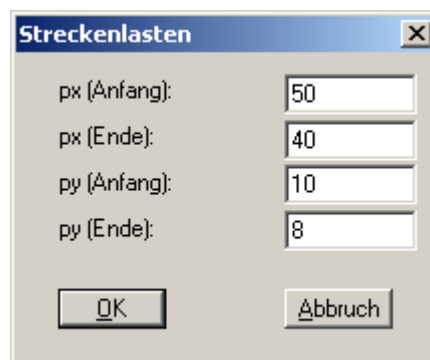 Streckenlasten
px (Anfang): 50
px (Ende): 40
py (Anfang): 10
py (Ende): 8
OK Abbruch